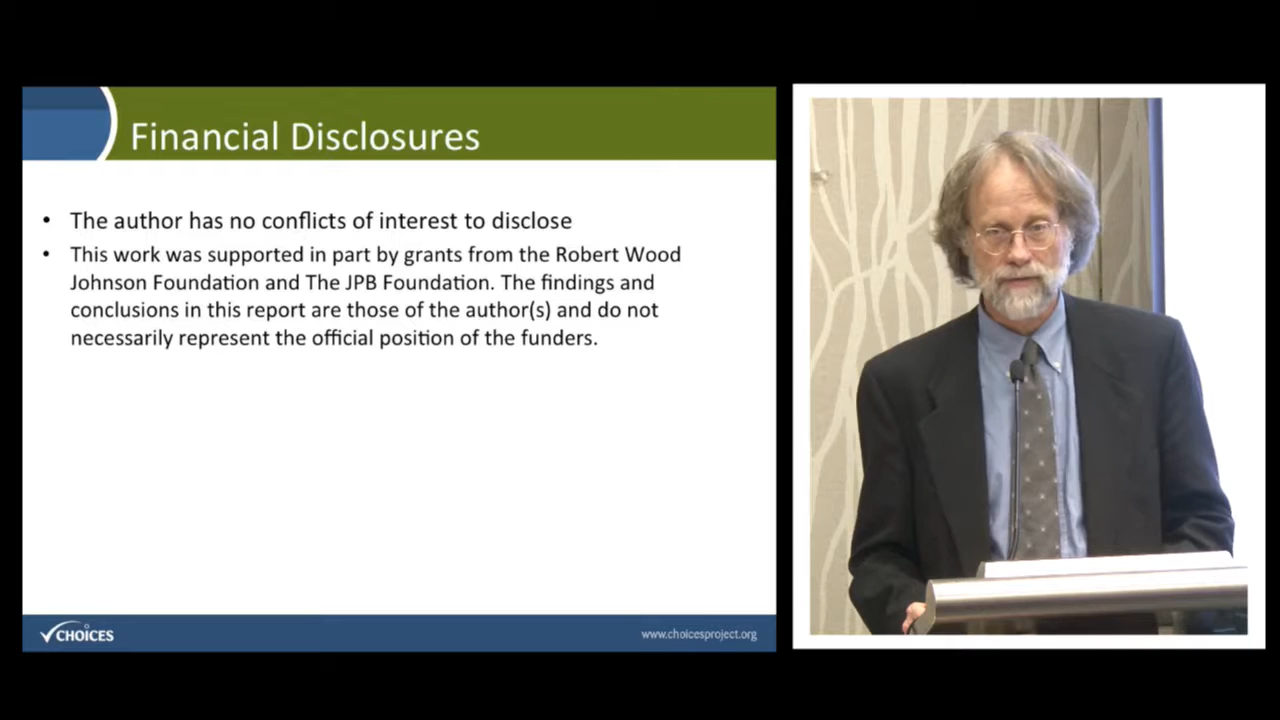 Financial Disclosures
• The author has no conflicts of interest to disclose
• This work was supported in part by grants from the Robert Wood
Johnson Foundation and The JPB Foundation. The findings and
conclusions in this report are those of the author(s) and do not
necessarily represent the official position of the funders.
CHOICES
www.choicesproject.org